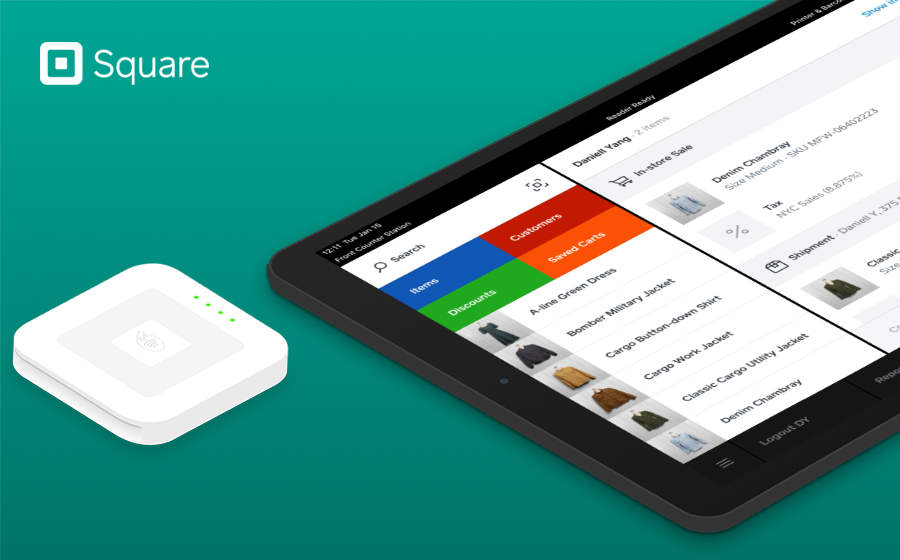 Square
12:11 Tue Jan 15
Front Counter Station
Reader Ready
Printer &
Search
Items
Customers
Discounts
Saved Carts
A-line Green Dress
Bomber Military Jacket
Cargo Button-down Shirt
Cargo Work Jacket
Classic Cargo Utility Jacket
Denim Chambray
Logout DY
Daniell Yang · 2 items
Show
In-store Sale
Denim Chambray
Size Medium · SKU MFW-06402223
Tax
NYC Sales (8.875%)
Shipment · Daniell Y, 375
Size